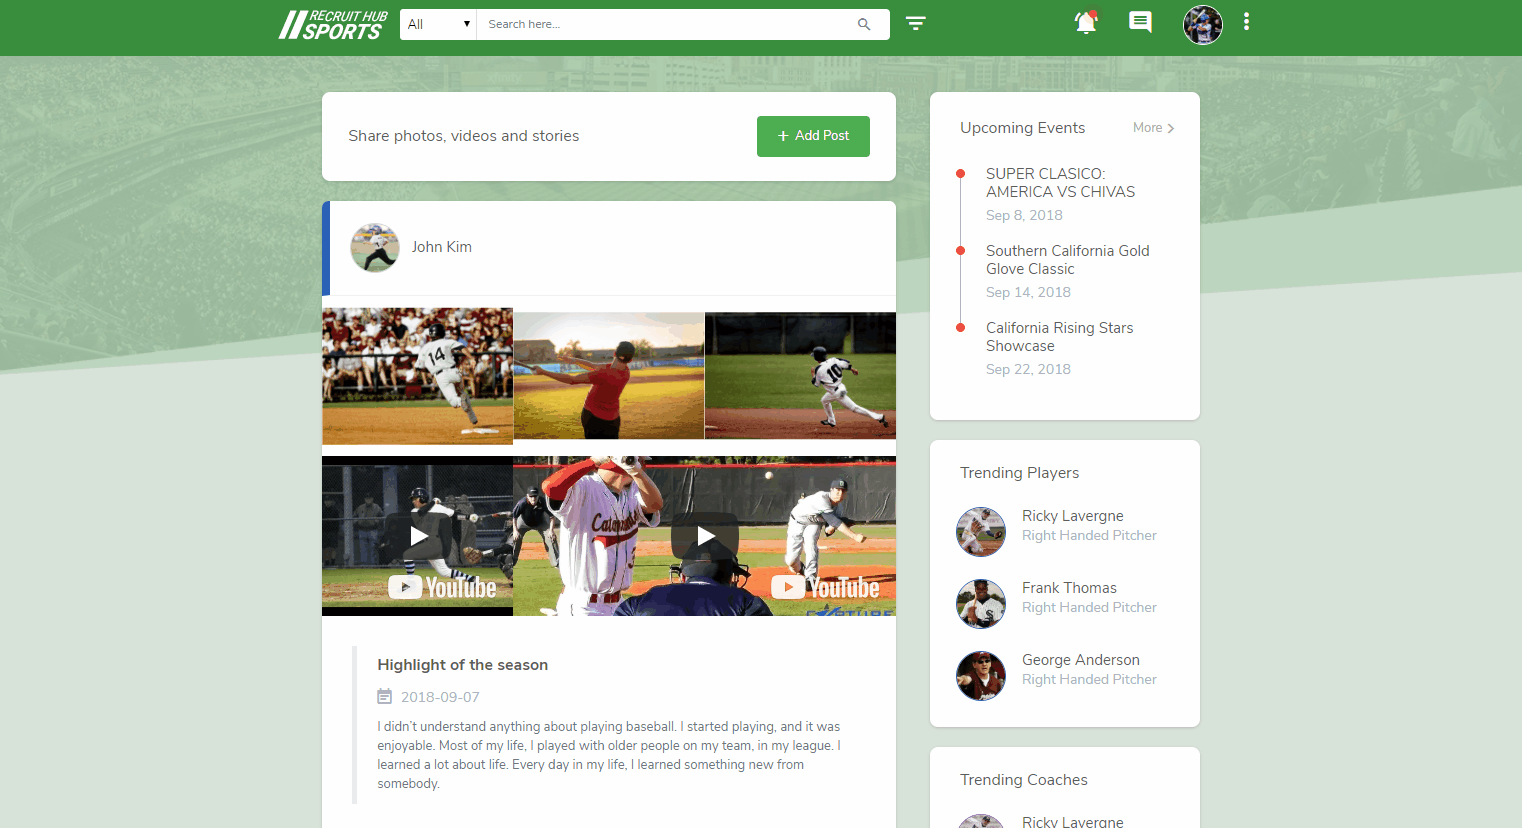 RECRUIT HUB
SPORTS
All
Search here...
Share photos, videos and stories
+ Add Post
John Kim
14
10
YouTube
YouTube
Highlight of the season
2018-09-07
I didn't understand anything about playing baseball. I started playing, and it was
enjoyable. Most of my life, I played with older people on my team, in my league. I
learned a lot about life. Every day in my life, I learned something new from
somebody.
Upcoming Events
More
SUPER CLASICO:
AMERICA VS CHIVAS
Sep 8, 2018
Southern California Gold
Glove Classic
Sep 14, 2018
California Rising Stars
Showcase
Sep 22, 2018
Trending Players
Ricky Lavergne
Right Handed Pitcher
Frank Thomas
Right Handed Pitcher
George Anderson
Right Handed Pitcher
Trending Coaches
Ricky Lavergne